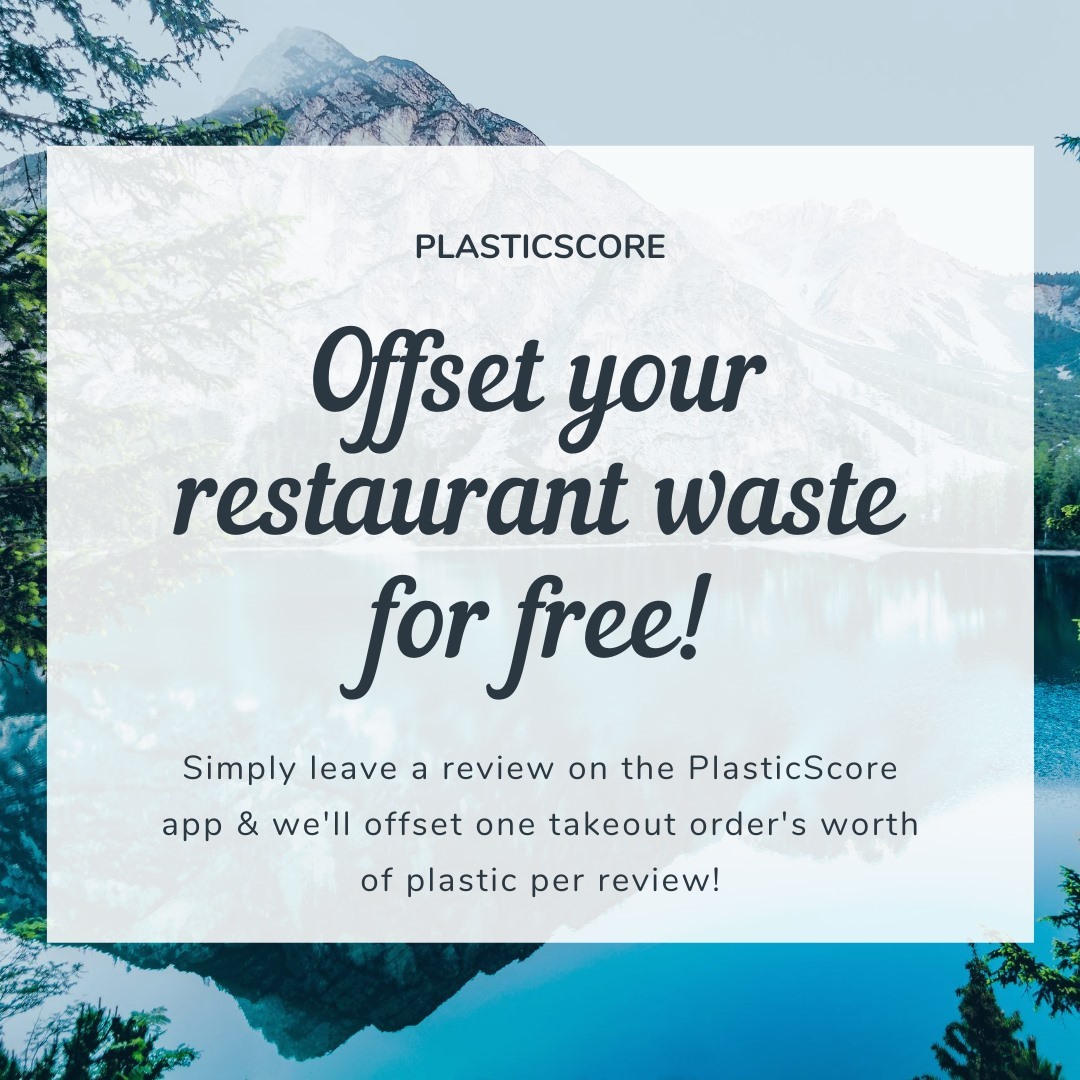 PLASTICSCORE
Offset your
restaurant waste
for free!
Simply leave a review on the PlasticScore
app & we'll offset one takeout order's worth
of plastic per review!